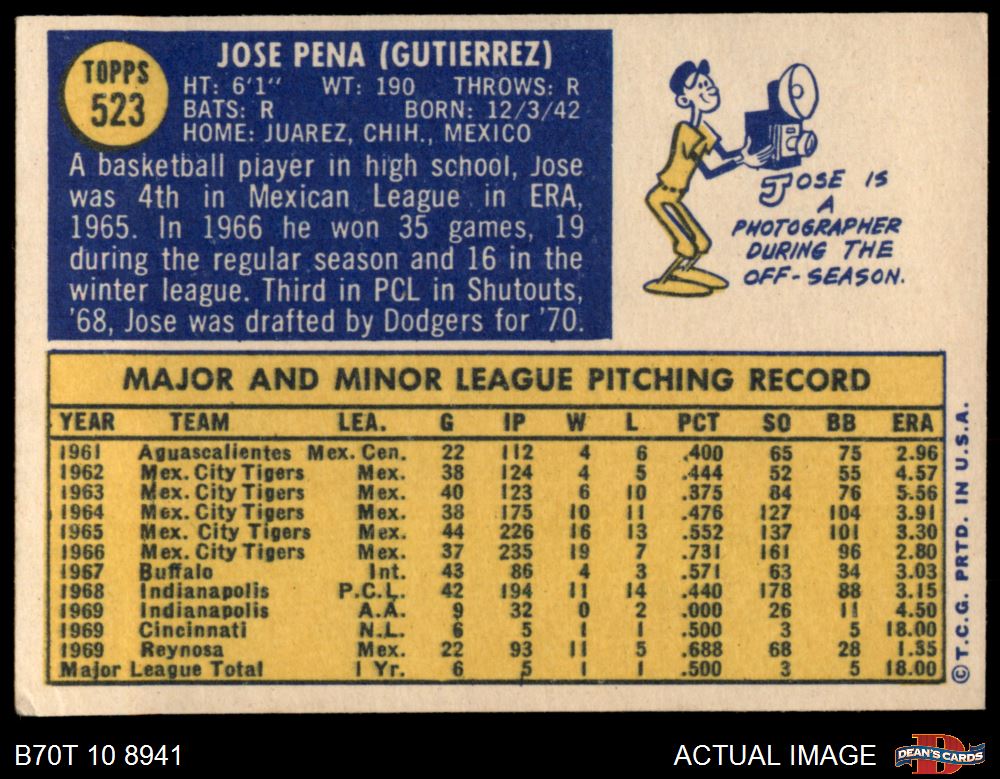 TOPPS
523
JOSE PENA (GUTIERREZ)
HT: 6'1" WT: 190 THROWS: R
BATS: R BORN: 12/3/42
HOME: JUAREZ, CHIH., MEXICO
A basketball player in high school, Jose
was 4th in Mexican League in ERA,
1965. In 1966 he won 35 games, 19
during the regular season and 16 in the
winter league. Third in PCL in Shutouts,
'68, Jose was drafted by Dodgers for '70.
JOSE IS
A
PHOTOGRAPHER
DURING THE
OFF-SEASON.
MAJOR AND MINOR LEAGUE PITCHING RECORD
YEAR TEAM LEA. G IP W L PCT SO BB ERA
1961 Aguascalientes Mex. Cen. 22 112 4 6 .400 65 75 2.96
1962 Mex. City Tigers Mex. 38 124 4 5 .444 52 55 4.57
1963 Mex. City Tigers Mex. 40 123 6 10 .375 84 76 5.56
1964 Mex. City Tigers Mex. 38 175 10 11 .476 127 104 3.91
1965 Mex. City Tigers Mex. 44 226 16 13 .552 137 101 3.30
1966 Mex. City Tigers Mex. 37 235 19 7 .731 161 96 2.80
1967 Buffalo Int. 43 86 4 3 .571 63 34 3.03
1968 Indianapolis P.C.L. 42 194 11 14 .440 178 88 3.15
1969 Indianapolis A.A. 9 32 0 2 .000 26 11 4.50
1969 Cincinnati N.L. 6 5 1 1 .500 3 5 18.00
1969 Reynosa Mex. 22 93 11 5 .688 68 28 1.35
Major League Total 1 Yr. 6 5 1 1 .500 3 5 18.00
© T.C.G. PRTD. IN U.S.A.
B70T 10 8941
ACTUAL IMAGE
DEAN'S CARDS